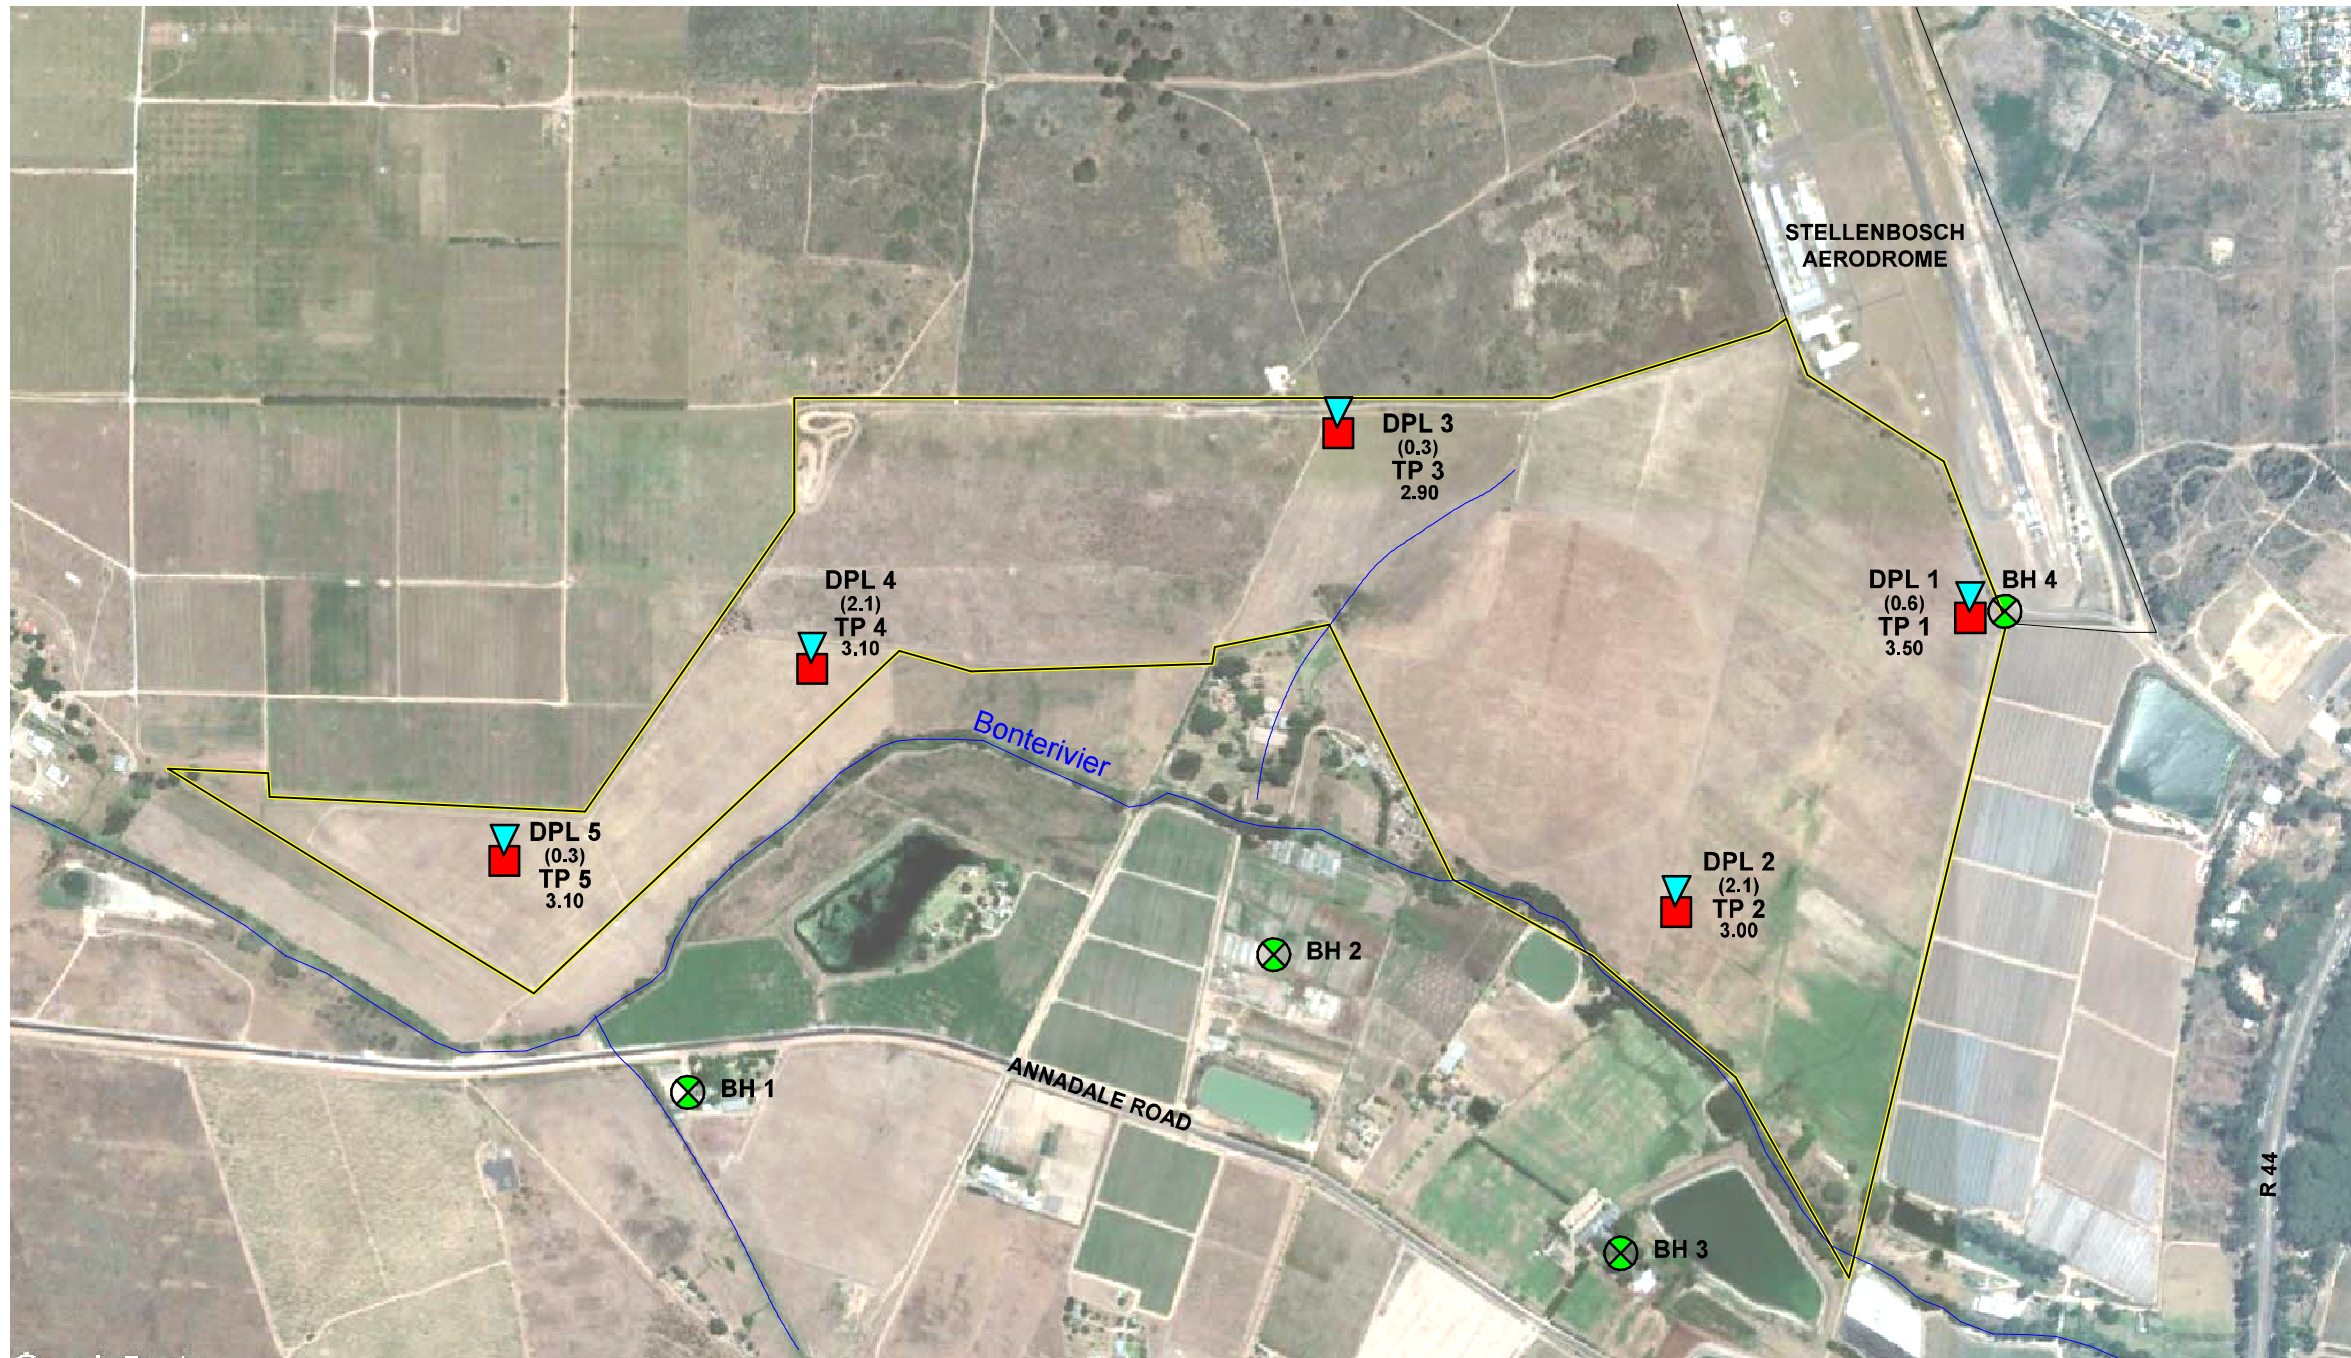 STELLENBOSCH
AERODROME
DPL 3
(0.3)
TP 3
2.90
DPL 4
(2.1)
TP 4
3.10
DPL 1
(0.6)
TP 1
3.50
BH 4
Bonterivier
DPL 5
(0.3)
TP 5
3.10
DPL 2
(2.1)
TP 2
3.00
BH 2
BH 1
ANNADALE ROAD
BH 3
R 44